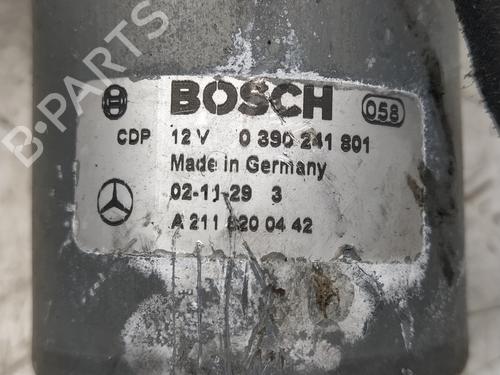 BOSCH 058
CDP 12 V 0 390 241 801
Made in Germany
02-11-29 3
A 211 820 04 42
B-PARTS